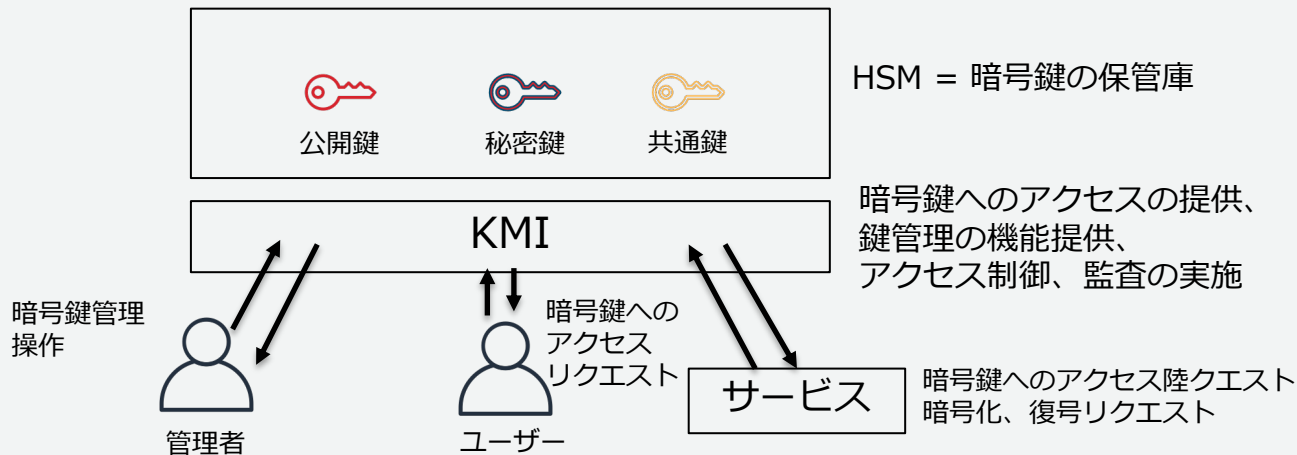 HSM = 暗号鍵の保管庫
公開鍵
秘密鍵
共通鍵
KMI
暗号鍵へのアクセスの提供、
鍵管理の機能提供、
アクセス制御、監査の実施
暗号鍵管理
操作
管理者
暗号鍵への
アクセス
リクエスト
ユーザー
サービス
暗号鍵へのアクセス陸クエスト
暗号化、復号リクエスト